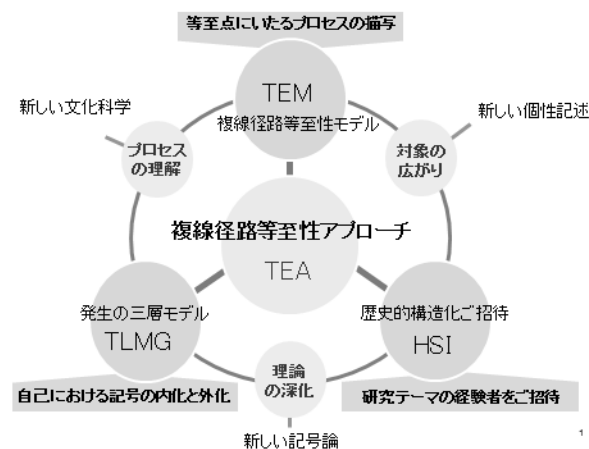 等至点にいたるプロセスの描写
TEM
複線径路等至性モデル
新しい文化科学
新しい個性記述
プロセス
の理解
対象の
広がり
複線径路等至性アプローチ
TEA
発生の三層モデル
TLMG
歴史的構造化ご招待
HSI
理論
の深化
自己における記号の内化と外化
研究テーマの経験者をご招待
新しい記号論
1